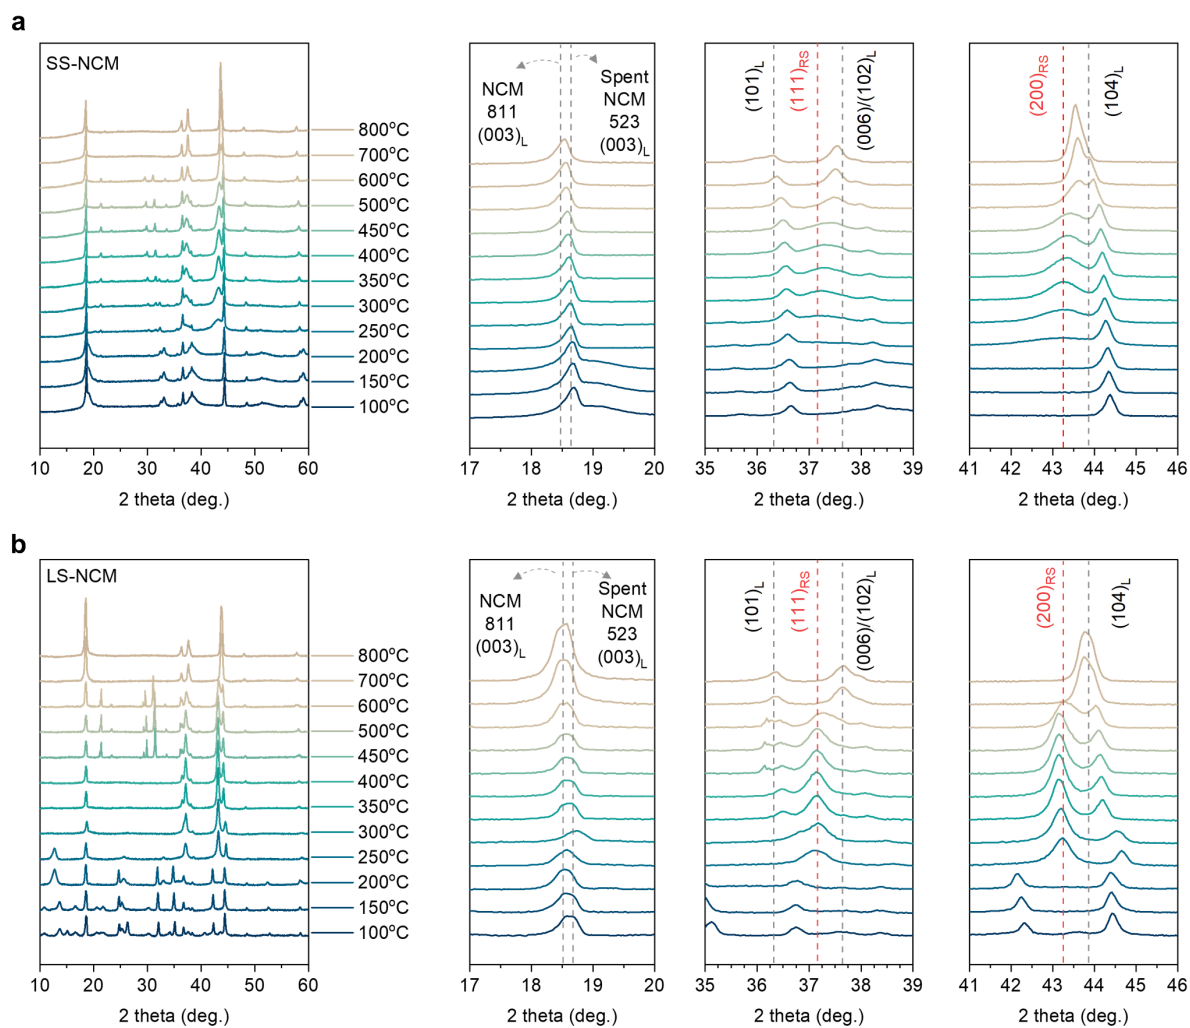 a
SS-NCM
800°C
700°C
600°C
500°C
450°C
400°C
350°C
300°C
250°C
200°C
150°C
100°C
10 20 30 40 50 60
2 theta (deg.)
NCM
811
(003)L
Spent
NCM
523
(003)L
17 18 19 20
2 theta (deg.)
(101)L
(111)RS
(006)/(102)L
35 36 37 38 39
2 theta (deg.)
(200)RS
(104)L
41 42 43 44 45 46
2 theta (deg.)
b
LS-NCM
800°C
700°C
600°C
500°C
450°C
400°C
350°C
300°C
250°C
200°C
150°C
100°C
10 20 30 40 50 60
2 theta (deg.)
NCM
811
(003)L
Spent
NCM
523
(003)L
17 18 19 20
2 theta (deg.)
(101)L
(111)RS
(006)/(102)L
35 36 37 38 39
2 theta (deg.)
(200)RS
(104)L
41 42 43 44 45 46
2 theta (deg.)